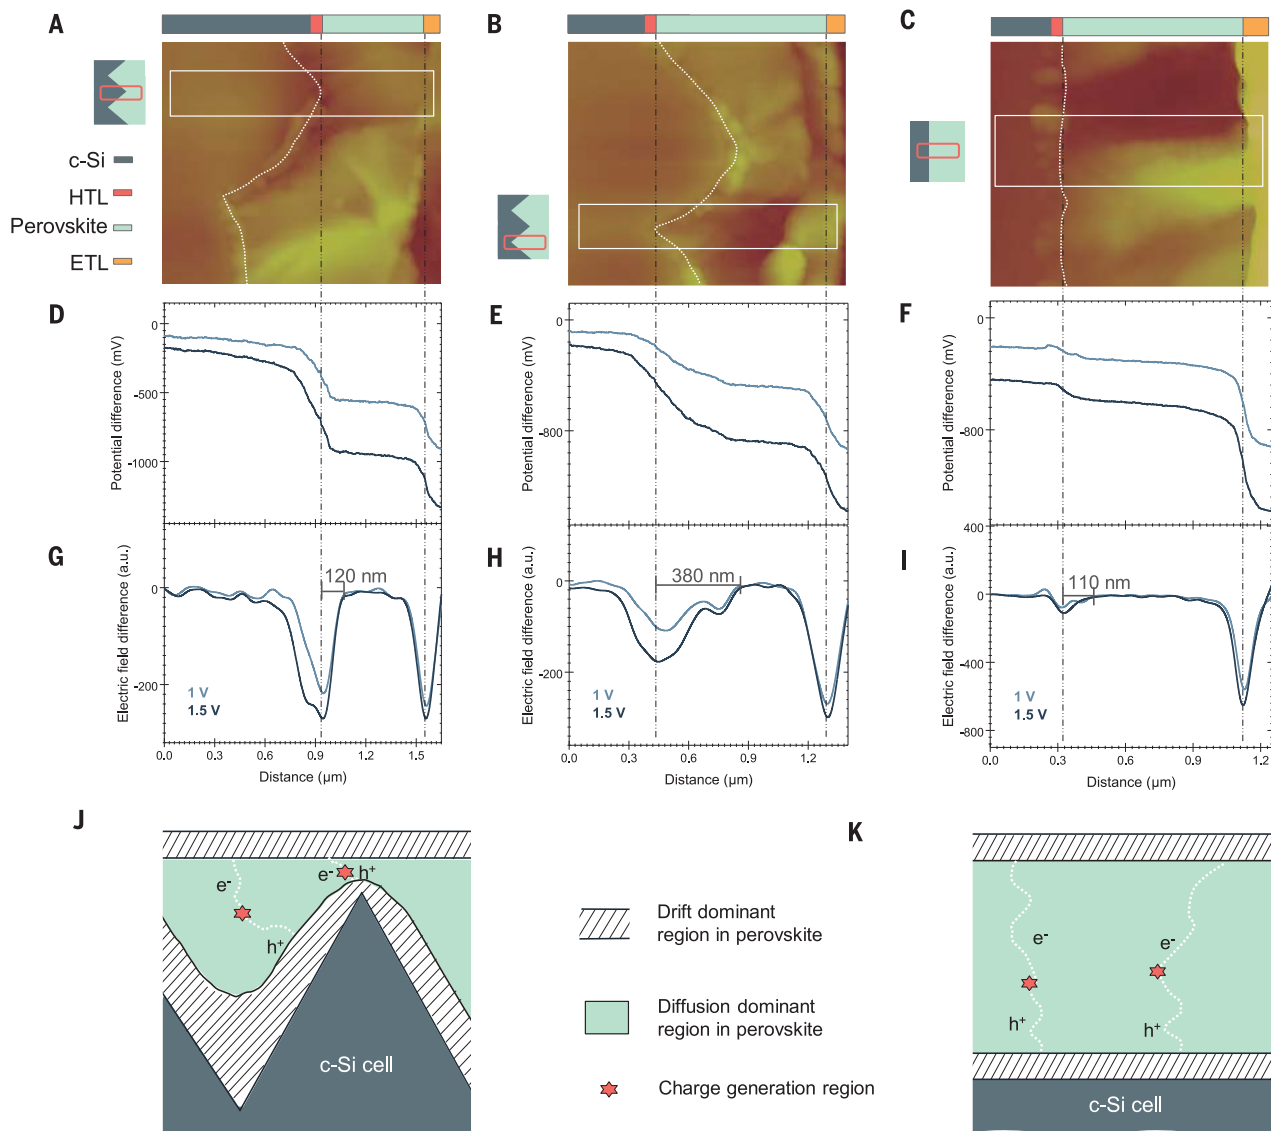 A
B
C
c-Si
HTL
Perovskite
ETL
D
E
F
Potential difference (mV)
0
-500
-1000
Potential difference (mV)
0
-800
Potential difference (mV)
0
-800
G
H
I
Electric field difference (a.u.)
0
-200
120 nm
1 V
1.5 V
0.0 0.3 0.6 0.9 1.2 1.5
Distance (µm)
Electric field difference (a.u.)
0
-200
380 nm
1 V
1.5 V
0.0 0.3 0.6 0.9 1.2
Distance (µm)
Electric field difference (a.u.)
400
0
-400
-800
110 nm
1 V
1.5 V
0.0 0.3 0.6 0.9 1.2
Distance (µm)
J
e-
h+
e-
h+
c-Si cell
Drift dominant
region in perovskite
Diffusion dominant
region in perovskite
Charge generation region
K
e-
h+
e-
h+
c-Si cell